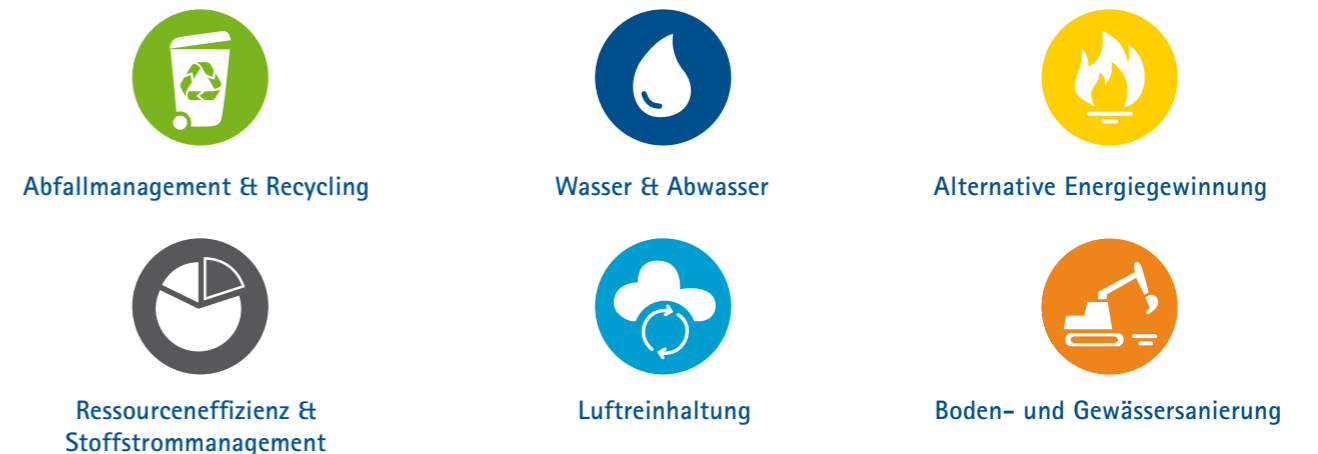 Abfallmanagement & Recycling
Wasser & Abwasser
Alternative Energiegewinnung
Ressourceneffizienz &
Stoffstrommanagement
Luftreinhaltung
Boden- und Gewässersanierung